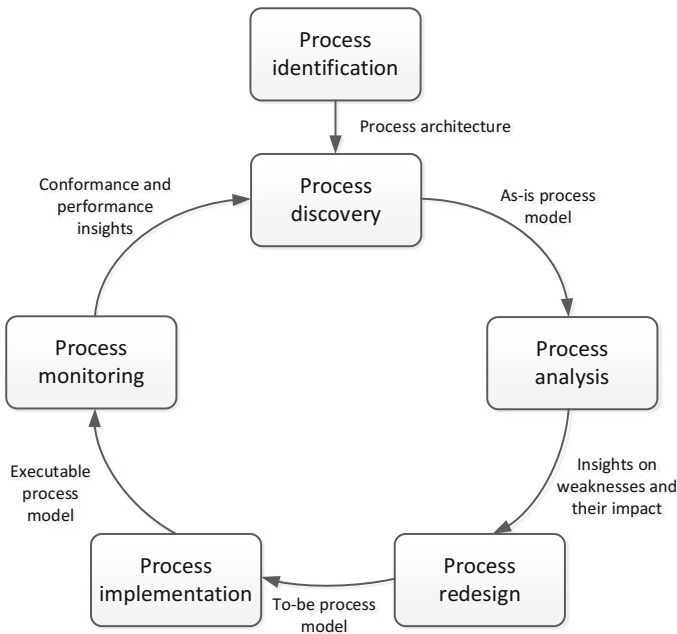 Process
identification
Process architecture
Process
discovery
As-is process
model
Conformance and
performance
insights
Process
monitoring
Process
analysis
Insights on
weaknesses and
their impact
Executable
process
model
Process
implementation
Process
redesign
To-be process
model